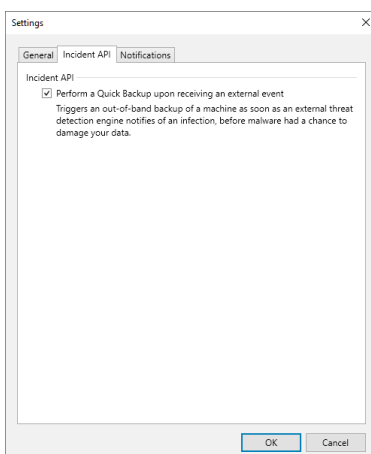 Settings
General Incident API Notifications
Incident API
Perform a Quick Backup upon receiving an external event
Triggers an out-of-band backup of a machine as soon as an external threat
detection engine notifies of an infection, before malware had a chance to
damage your data.
OK Cancel